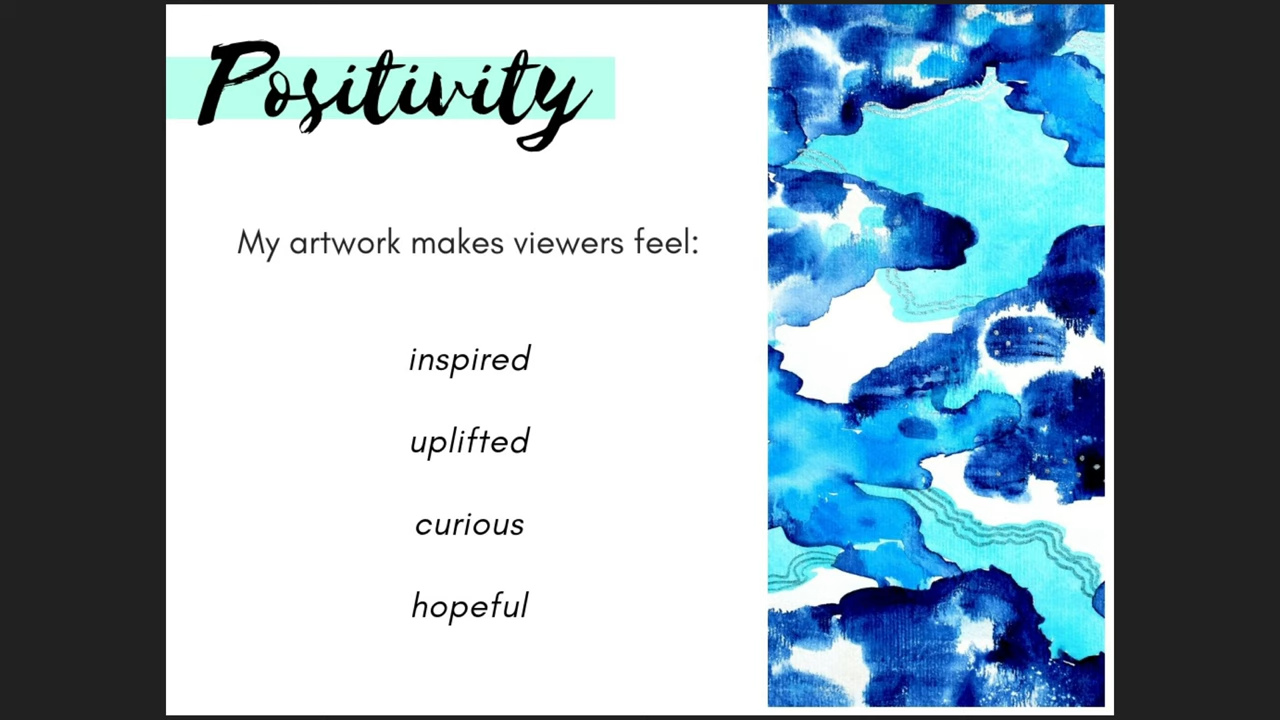 Positivity
My artwork makes viewers feel:
inspired
uplifted
curious
hopeful